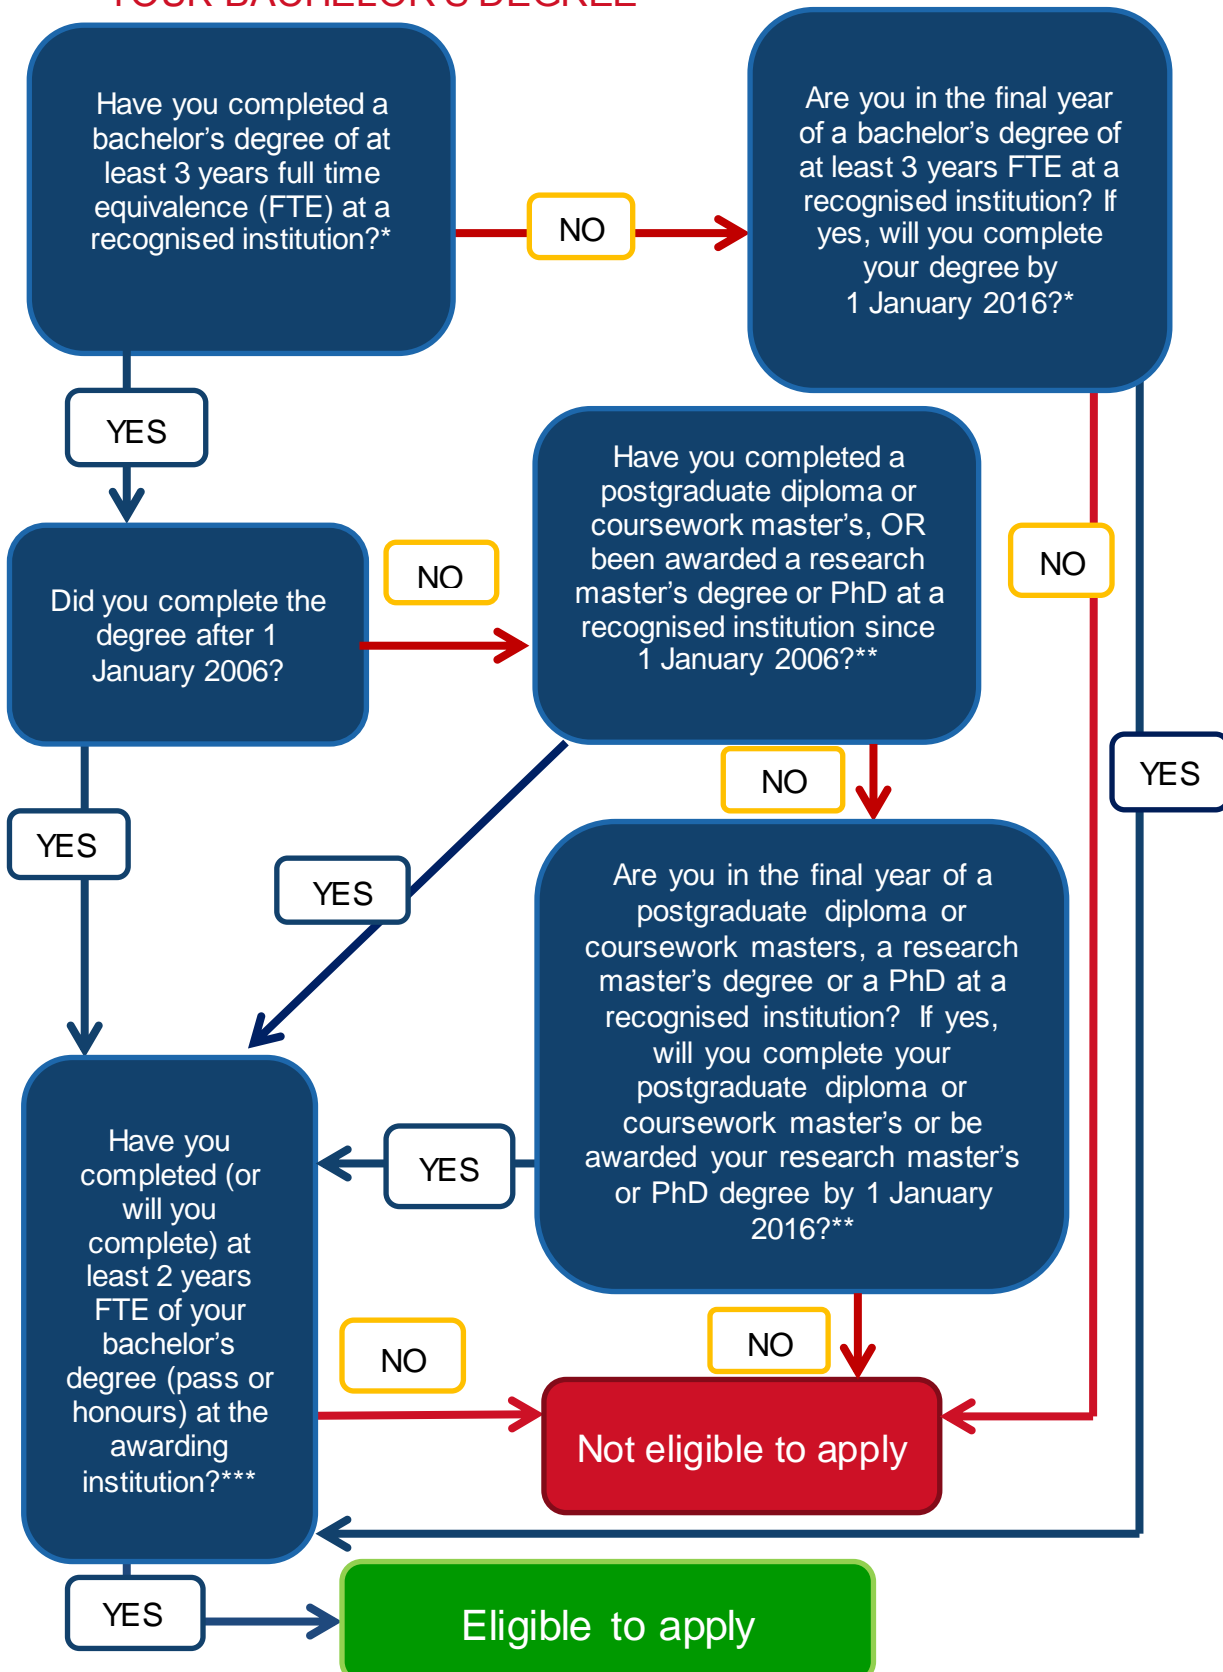 YOUR BACHELOR'S DEGREE
Have you completed a
bachelor's degree of at
least 3 years full time
equivalence (FTE) at a
recognised institution?*
NO
Are you in the final year
of a bachelor's degree of
at least 3 years FTE at a
recognised institution? If
yes, will you complete
your degree by
1 January 2016?*
YES
Did you complete the
degree after 1
January 2006?
NO
Have you completed a
postgraduate diploma or
coursework master's, OR
been awarded a research
master's degree or PhD at a
recognised institution since
1 January 2006?**
NO
YES
YES
YES
NO
Are you in the final year of a
postgraduate diploma or
coursework masters, a research
master's degree or a PhD at a
recognised institution? If yes,
will you complete your
postgraduate diploma or
coursework master's or be
awarded your research master's
or PhD degree by 1 January
2016?**
YES
Have you
completed (or
will you
complete) at
least 2 years
FTE of your
bachelor's
degree (pass or
honours) at the
awarding
institution?***
NO
NO
Not eligible to apply
YES
Eligible to apply